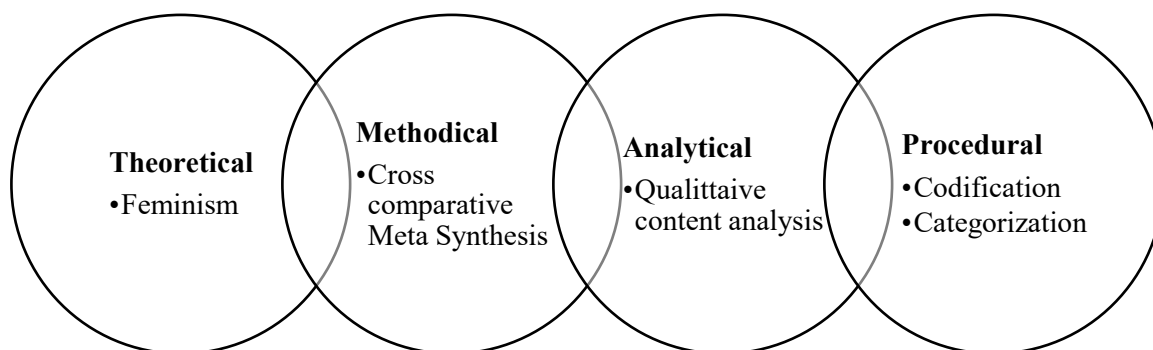 Theoretical
•Feminism
Methodical
•Cross
comparative
Meta Synthesis
Analytical
•Qualittaive
content analysis
Procedural
•Codification
•Categorization